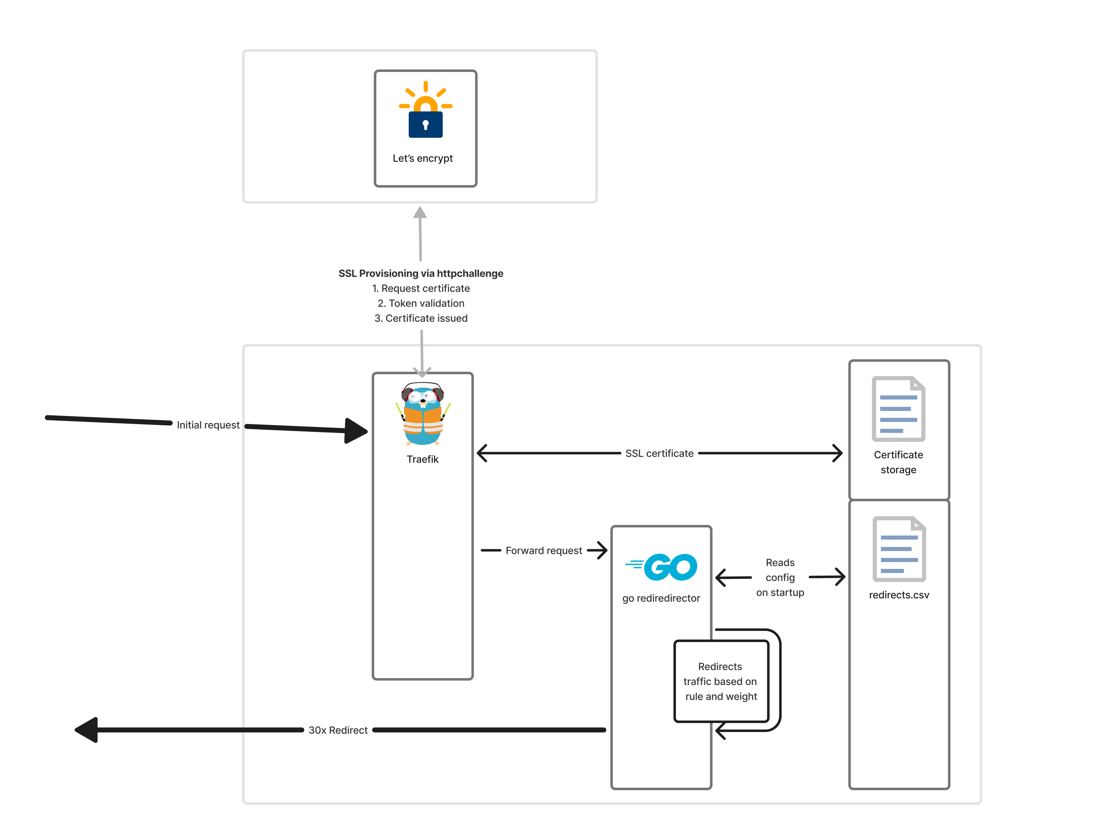 Let's encrypt
SSL Provisioning via httpchallenge
1. Request certificate
2. Token validation
3. Certificate issued
Initial request
Traefik
SSL certificate
Certificate
storage
Forward request
GO
go rediredirector
Reads
config
on startup
redirects.csv
Redirects
traffic based on
rule and weight
30x Redirect